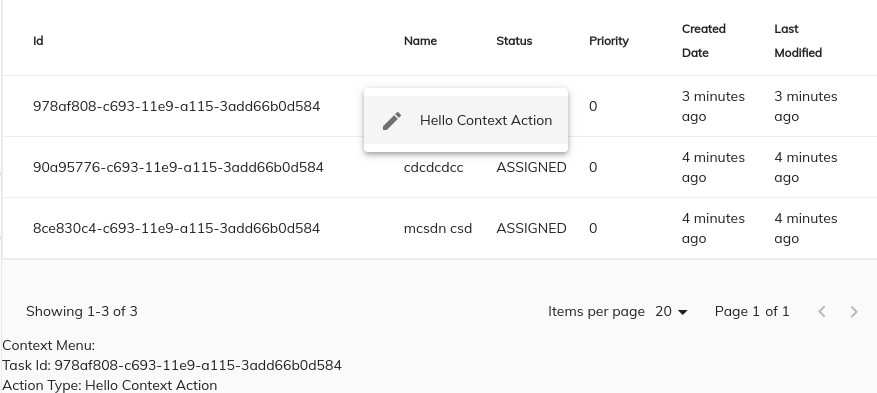 Id Name Status Priority Created Date Last Modified
978af808-c693-11e9-a115-3add66b0d584 0 3 minutes ago 3 minutes ago
Hello Context Action
90a95776-c693-11e9-a115-3add66b0d584 cdcdcdcc ASSIGNED 0 4 minutes ago 4 minutes ago
8ce830c4-c693-11e9-a115-3add66b0d584 mcsdn csd ASSIGNED 0 4 minutes ago 4 minutes ago
Showing 1-3 of 3 Items per page 20 Page 1 of 1
Context Menu:
Task Id: 978af808-c693-11e9-a115-3add66b0d584
Action Type: Hello Context Action